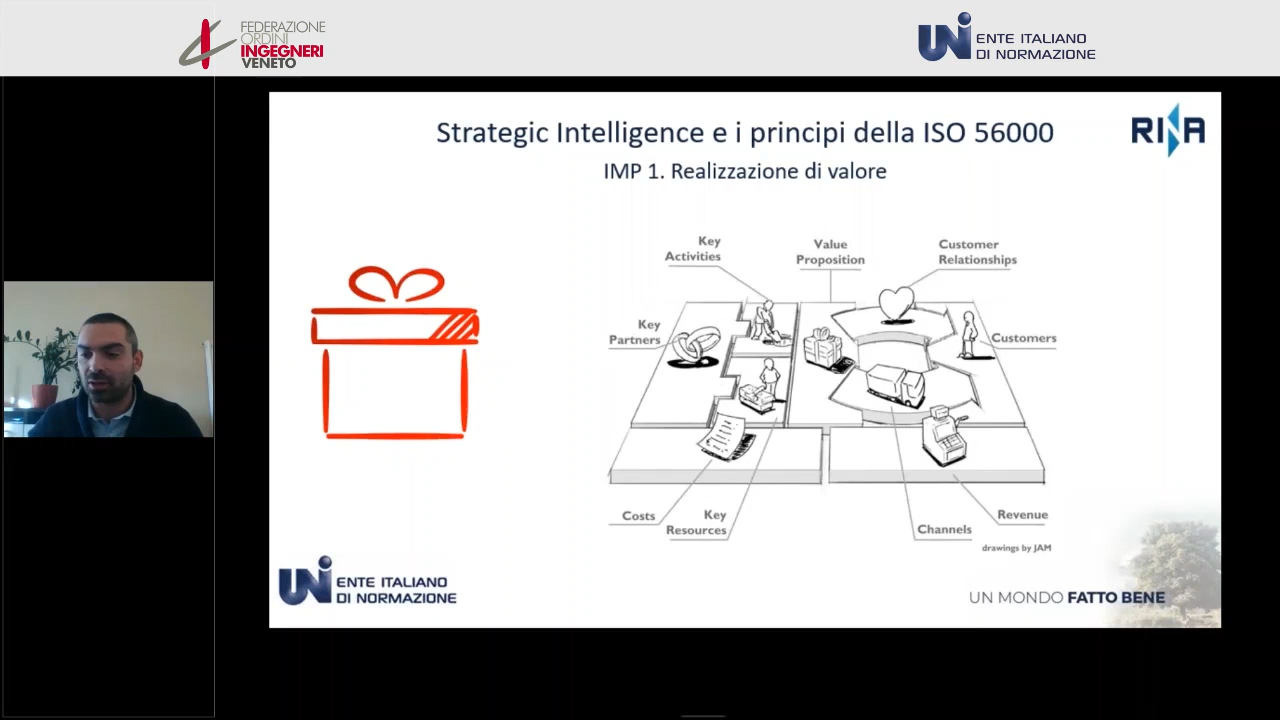 FEDERAZIONE
ORDINI
INGEGNERI
VENETO
UNI ENTE ITALIANO
DI NORMAZIONE
Strategic Intelligence e i principi della ISO 56000
RINA
IMP 1. Realizzazione di valore
Key
Activities
Value
Proposition
Customer
Relationships
Key
Partners
Customers
Costs
Key
Resources
Channels
Revenue
drawings by JAM
UNI ENTE ITALIANO
DI NORMAZIONE
UN MONDO FATTO BENE